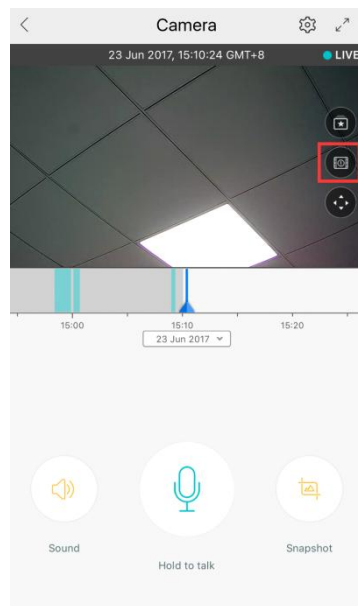 Camera
23 Jun 2017, 15:10:24 GMT+8
LIVE
15:00
15:10
15:20
23 Jun 2017
Sound
Hold to talk
Snapshot